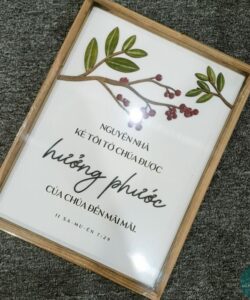 NGUYỆN NHÀ
KẺ TÔI TỚ CHÚA ĐƯỢC
hưởng phước
CỦA CHÚA ĐẾN MÃI MÃI.
II SA-MU-ÊN 7:29